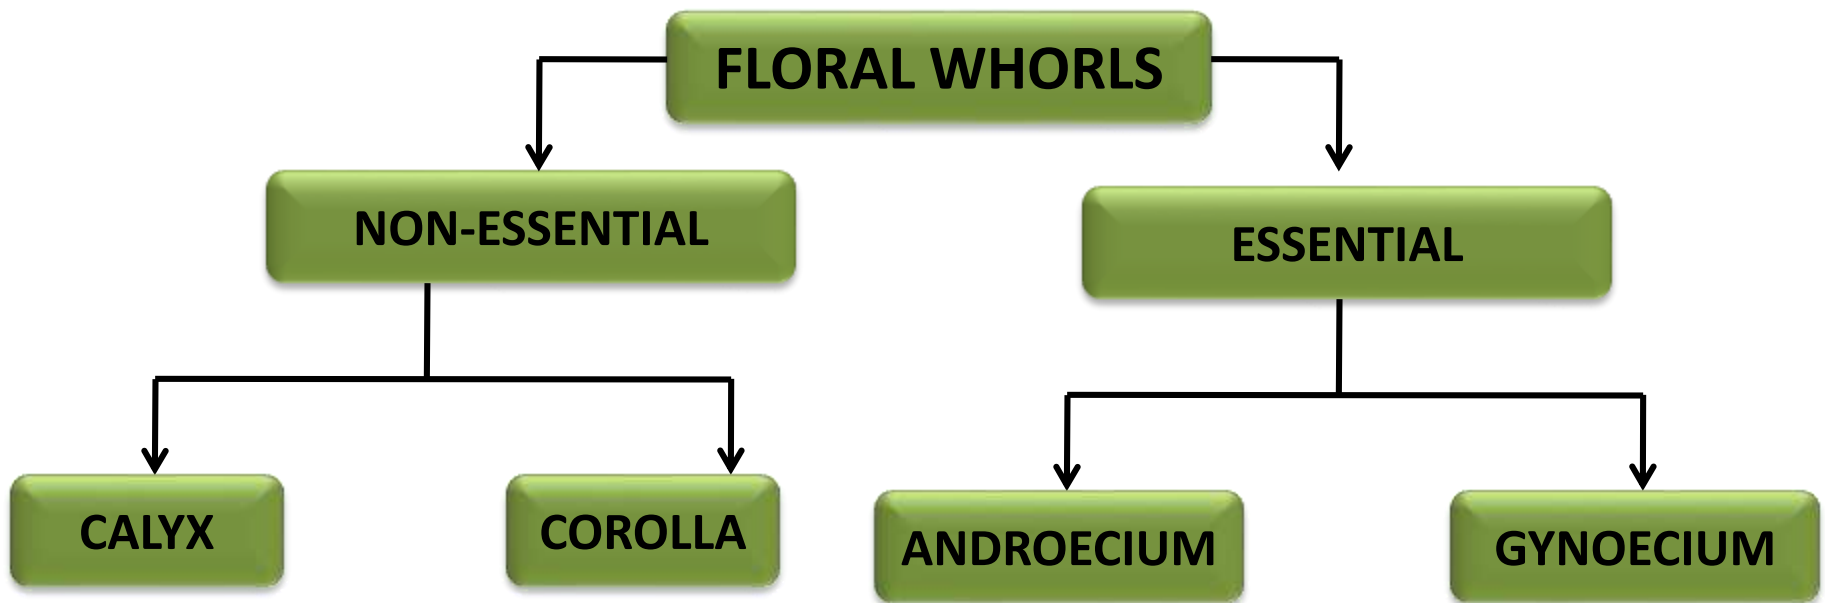 FLORAL WHORLS
NON-ESSENTIAL
ESSENTIAL
CALYX
COROLLA
ANDROECIUM
GYNOECIUM